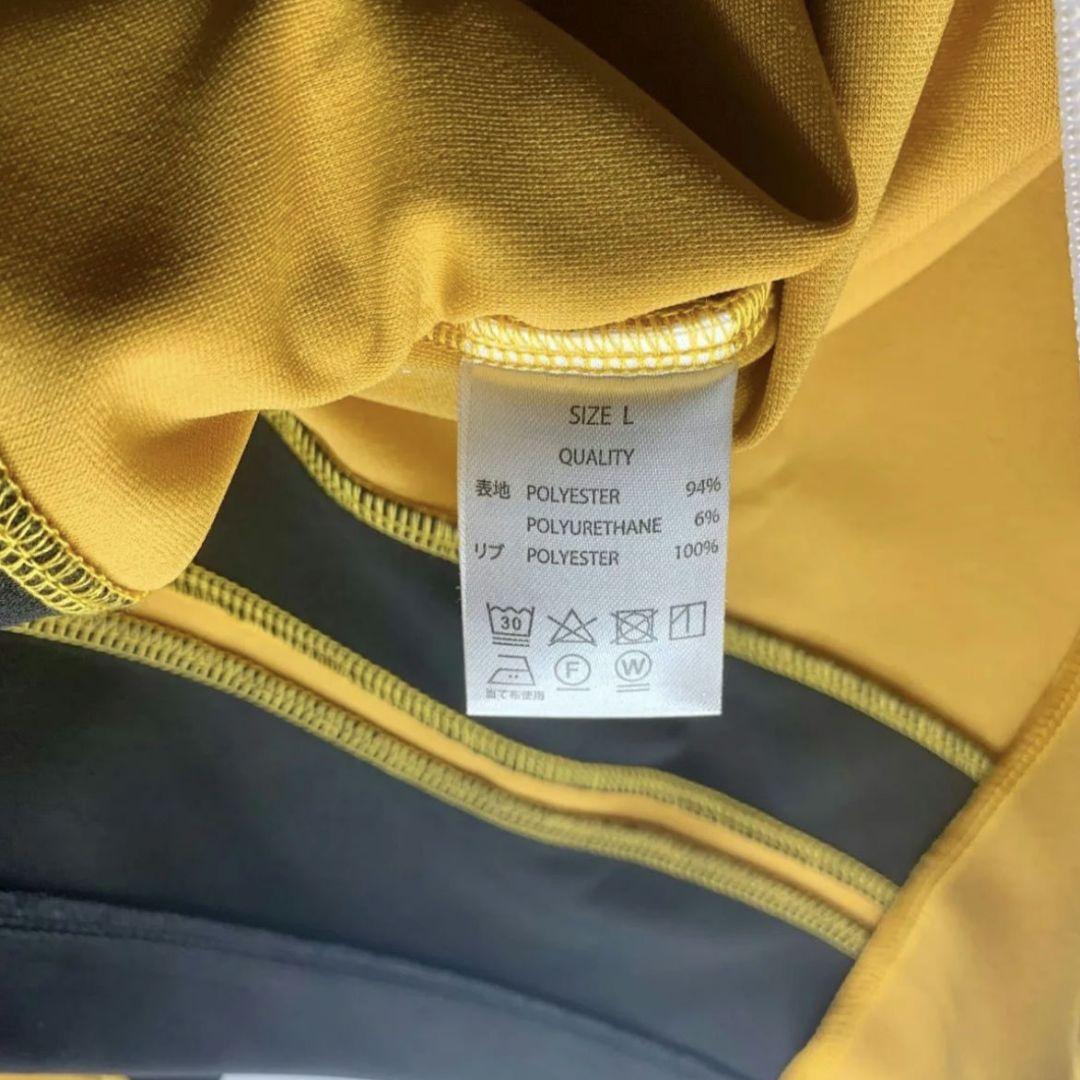 SIZE L
QUALITY
表地 POLYESTER 94%
POLYURETHANE 6%
リブ POLYESTER 100%
30
F W
当て布使用